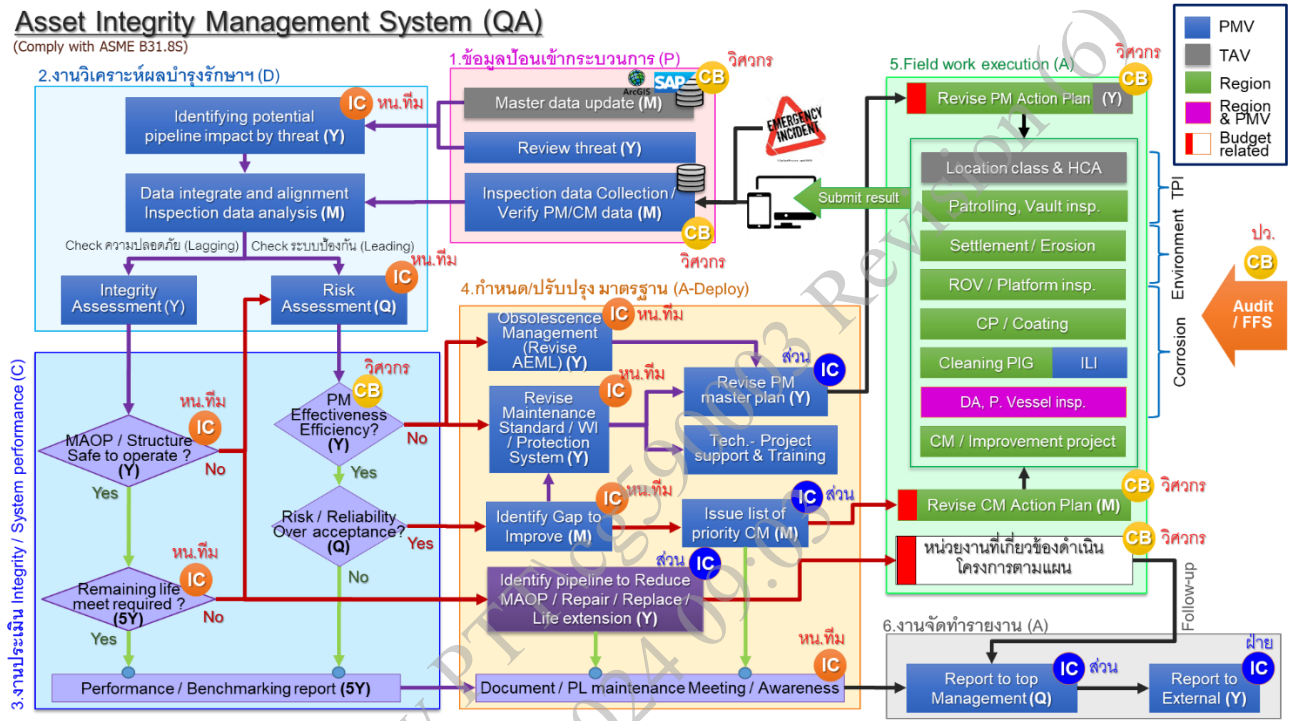 Asset Integrity Management System (QA)
(Comply with ASME B31.8S)
2.งานวิเคราะห์ผลบำรุงรักษาฯ (D)
IC หน.ทีม
Identifying potential
pipeline impact by threat (Y)
Data integrate and alignment
Inspection data analysis (M)
Check ความปลอดภัย (Lagging)
Check ระบบป้องกัน (Leading)
Integrity
Assessment (Y)
IC หน.ทีม
Risk
Assessment (Q)
1.ข้อมูลป้อนเข้ากระบวนการ (P)
ArcGIS
SAP
CB วิศวกร
Master data update (M)
Review threat (Y)
Inspection data Collection /
Verify PM/CM data (M)
CB
วิศวกร
EMERGENCY
INCIDENT
Submit result
5.Field work execution (A)
วิศวกร
CB
Revise PM Action Plan (Y)
Location class & HCA
Patrolling, Vault insp.
Settlement / Erosion
ROV / Platform insp.
CP / Coating
Cleaning PIG
ILI
DA, P. Vessel insp.
CM / Improvement project
TPI
Environment
Corrosion
CB วิศวกร
Revise CM Action Plan (M)
CB วิศวกร
หน่วยงานที่เกี่ยวข้องดำเนิน
โครงการตามแผน
Follow-up
PMV
TAV
Region
Region
& PMV
Budget
related
ปว.
CB
Audit
/ FFS
3.งานประเมิน Integrity / System performance (C)
หน.ทีม
IC
MAOP / Structure
Safe to operate ?
(Y)
No
Yes
หน.ทีม
IC
Remaining life
meet required ?
(5Y)
No
Yes
วิศวกร
CB
PM
Effectiveness
Efficiency?
(Y)
No
Yes
Risk / Reliability
Over acceptance?
(Q)
Yes
No
Performance / Benchmarking report (5Y)
4.กำหนด/ปรับปรุง มาตรฐาน (A-Deploy)
IC หน.ทีม
Obsolescence
Management
(Revise
AEML) (Y)
IC หน.ทีม
Revise
Maintenance
Standard / WI
/ Protection
System (Y)
ส่วน
IC
Revise PM
master plan (Y)
Tech.- Project
support & Training
IC หน.ทีม
Identify Gap to
Improve (M)
IC ส่วน
Issue list of
priority CM (M)
ส่วน IC
Identify pipeline to Reduce
MAOP / Repair / Replace /
Life extension (Y)
หน.ทีม
IC
Document / PL maintenance Meeting / Awareness
6.งานจัดทำรายงาน (A)
IC ส่วน
Report to top
Management (Q)
ฝ่าย
IC
Report to
External (Y)